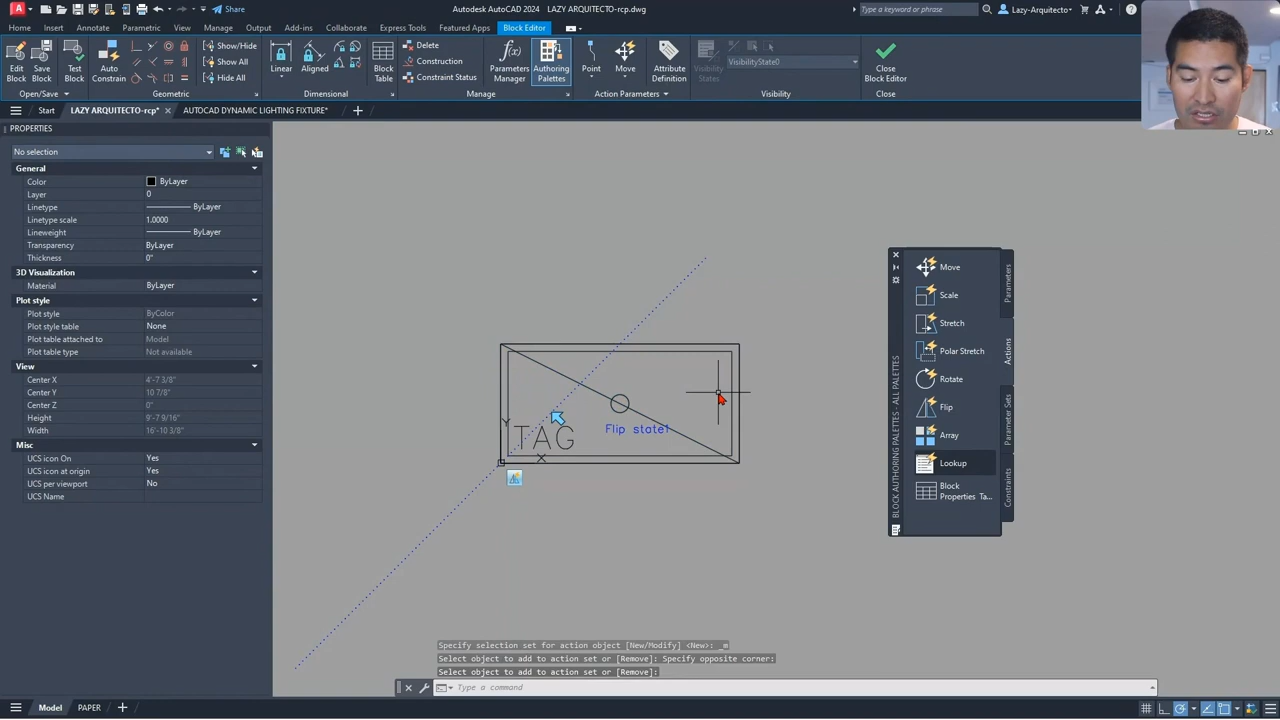 Share
Autodesk AutoCAD 2024 LAZY ARQUITECTO-rcp.dwg
Type a keyword or phrase
Lazy-Arquitecto
Home Insert Annotate Parametric View Manage Output Collaborate Express Tools Featured Apps Block Editor
Edit Block
Save Block
Test Block
Auto Constrain
Show/Hide
Show All
Hide All
Linear
Aligned
Block Table
Delete
Construction
Constraint Status
Parameters Manager
Authoring Palettes
Point
Move
Attribute Definition
Visibility States
VisibilityState0
Close Block Editor
Open/Save Geometric Dimensional Manage Action Parameters Visibility Close
Start LAZY ARQUITECTO-rcp* AUTOCAD DYNAMIC LIGHTING FIXTURE*
PROPERTIES
No selection
General
Color ByLayer
Layer 0
Linetype ByLayer
Linetype scale 1.0000
Lineweight ByLayer
Transparency ByLayer
Thickness 0"
3D Visualization
Material ByLayer
Plot style
Plot style ByColor
Plot style table None
Plot table attached to Model
Plot table type Not available
View
Center X 4'-7 3/8"
Center Y 10 7/8"
Center Z 0"
Height 9'-7 9/16"
Width 16'-10 3/8"
Misc
UCS icon On Yes
UCS icon at origin Yes
UCS per viewport No
UCS Name
Y
TAG
X
Flip state1
BLOCK AUTHORING PALETTES - ALL PALETTES
Move
Scale
Stretch
Polar Stretch
Rotate
Flip
Array
Lookup
Block
Properties Ta...
Parameters
Actions
Parameter Sets
Constraints
Specify selection set for action object [New/Modify] <New>: _n
Select object to add to action set or [Remove]: Specify opposite corner:
Select object to add to action set or [Remove]:
Type a command
Model PAPER